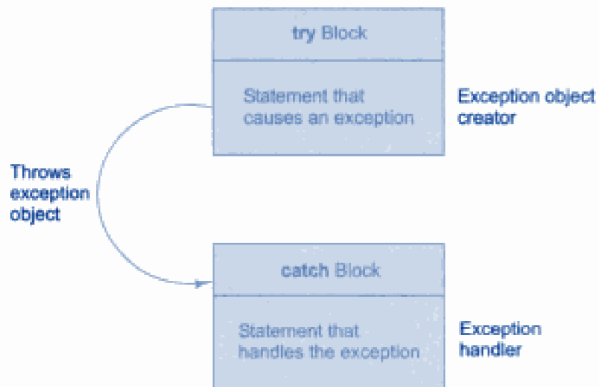 try Block
Statement that
causes an exception
Exception object
creator
Throws
exception
object
catch Block
Statement that
handles the exception
Exception
handler